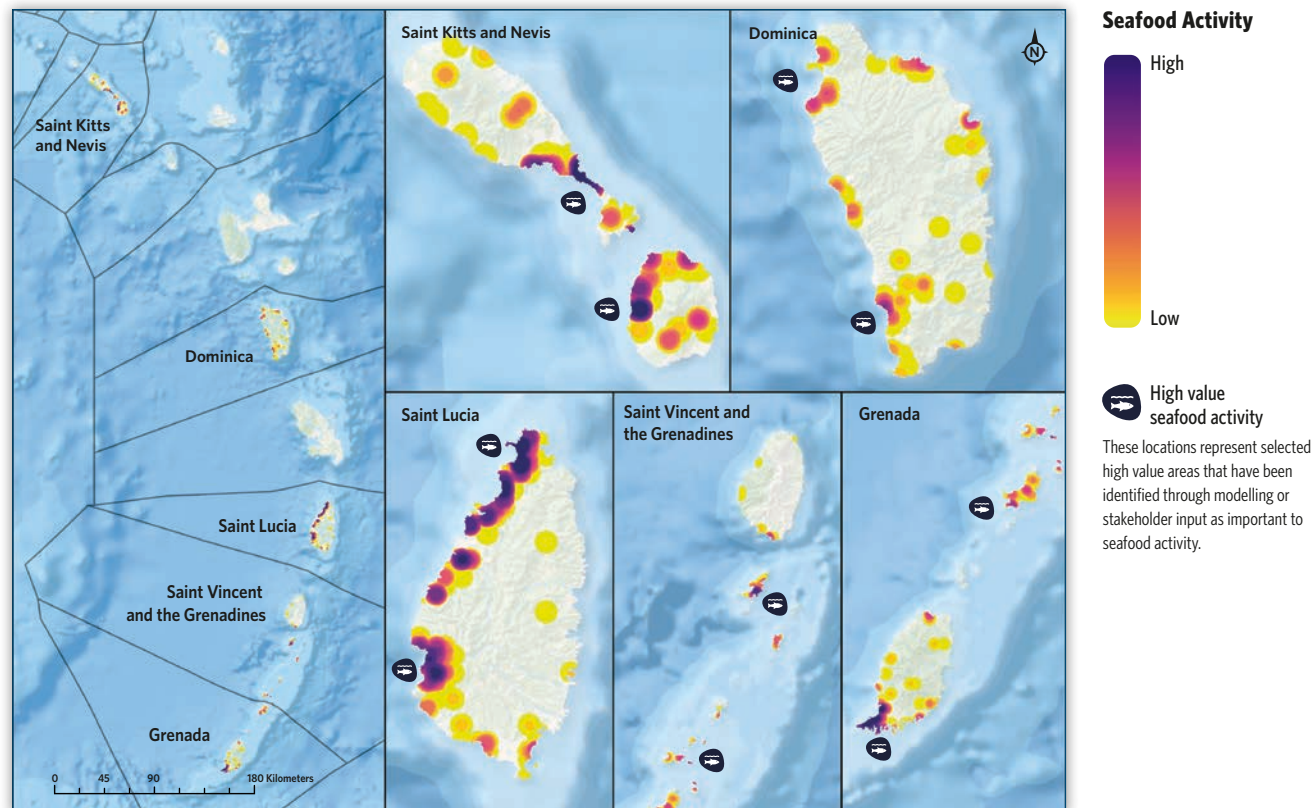 Saint Kitts
and Nevis
Dominica
Saint Lucia
Saint Vincent
and the Grenadines
Grenada
0 45 90 180 Kilometers
Saint Kitts and Nevis
Dominica
N
Saint Lucia
Saint Vincent and
the Grenadines
Grenada
Seafood Activity
High
Low
High value
seafood activity
These locations represent selected
high value areas that have been
identified through modelling or
stakeholder input as important to
seafood activity.